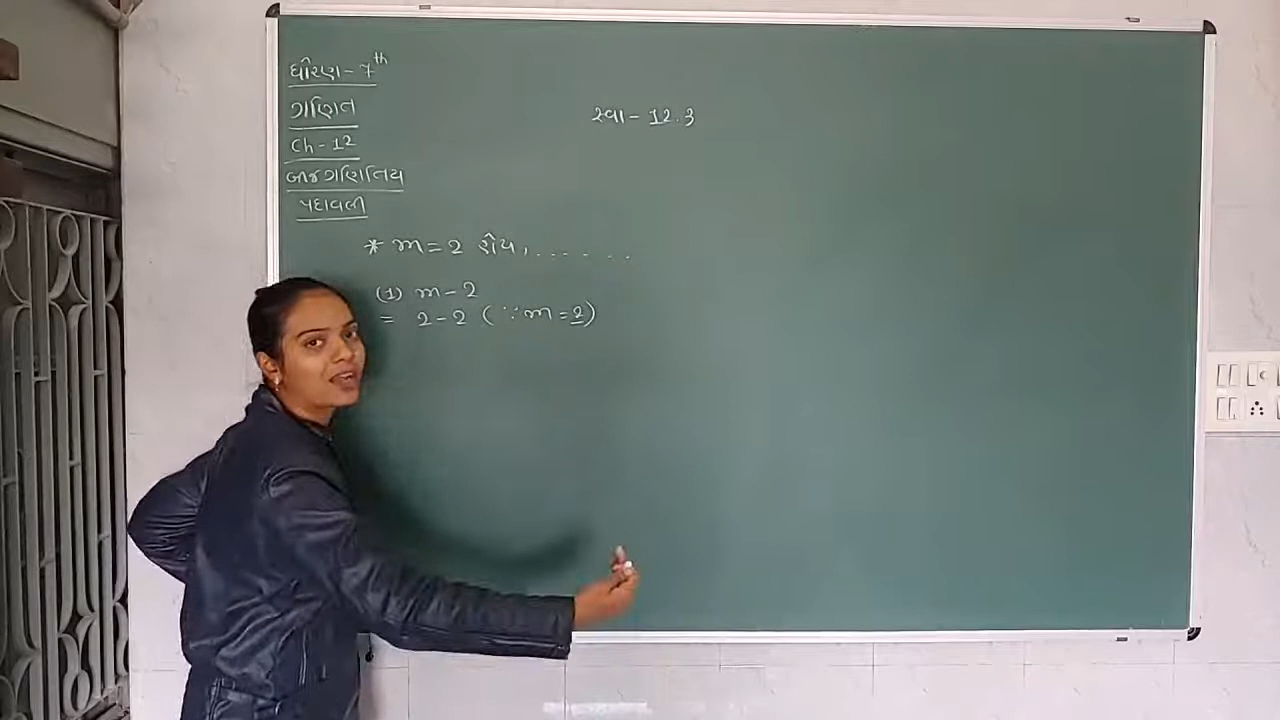 ધોરણ - 7th
ગણિત
Ch - 12
બીજગણિતિય
પદાવલી
સ્વા - 12.3
* m = 2 હોય, . . . . . .
(1) m - 2
= 2 - 2 ( ∵ m = 2 )